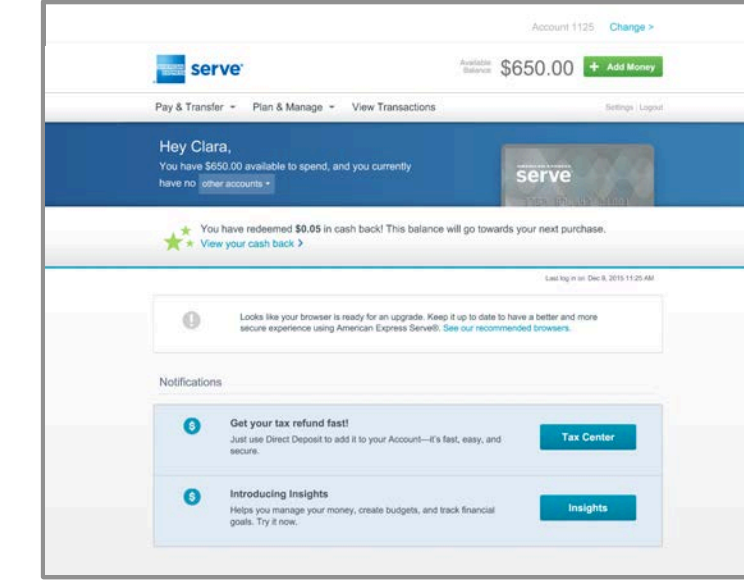 Account 1125 Change >
serve
Available Balance $650.00 + Add Money
Pay & Transfer Plan & Manage View Transactions Settings Logout
Hey Clara,
You have $650.00 available to spend, and you currently
have no other accounts
serve
You have redeemed $0.05 in cash back! This balance will go towards your next purchase.
View your cash back >
Last log in on: Dec 8, 2015 11:25 AM
Looks like your browser is ready for an upgrade. Keep it up to date to have a better and more
secure experience using American Express Serve®. See our recommended browsers.
Notifications
Get your tax refund fast!
Just use Direct Deposit to add it to your Account—it's fast, easy, and
secure.
Tax Center
Introducing Insights
Helps you manage your money, create budgets, and track financial
goals. Try it now.
Insights